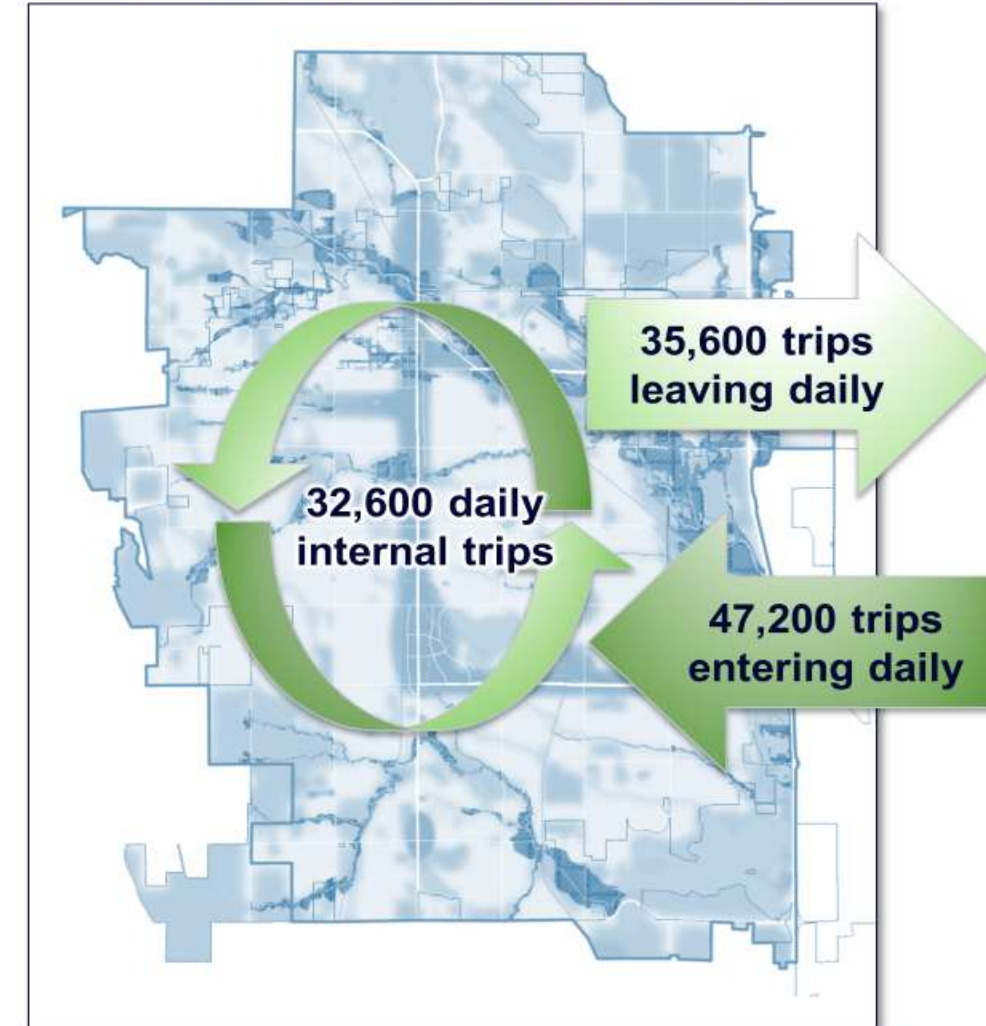 35,600 trips
leaving daily
32,600 daily
internal trips
47,200 trips
entering daily